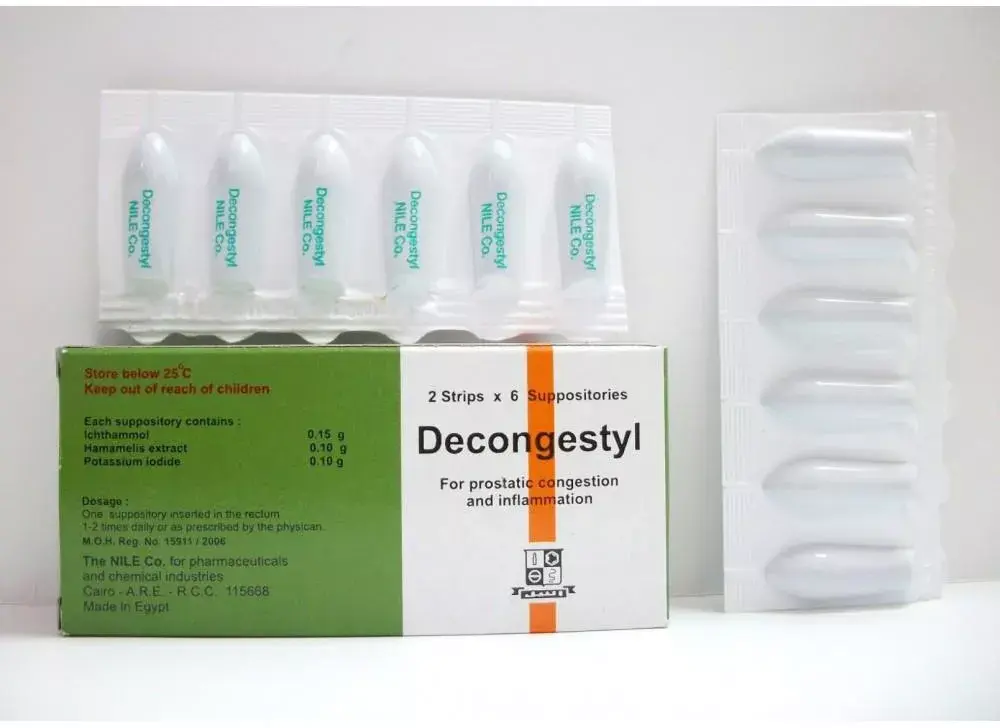 Decongestyl
NILE Co.
Decongestyl
NILE Co.
Decongestyl
NILE Co.
Decongestyl
NILE Co.
Decongestyl
NILE Co.
Decongestyl
NILE Co.
Store below 25°C
Keep out of reach of children
Each suppository contains :
Ichthammol 0.15 g
Hamamelis extract 0.10 g
Potassium iodide 0.10 g
Dosage :
One suppository inserted in the rectum
1-2 times daily or as prescribed by the physican.
M.O.H. Reg. No. 15911 / 2006
The NILE Co. for pharmaceuticals
and chemical industries
Cairo - A.R.E. - R.C.C. 115668
Made In Egypt
2 Strips x 6 Suppositories
Decongestyl
For prostatic congestion
and inflammation